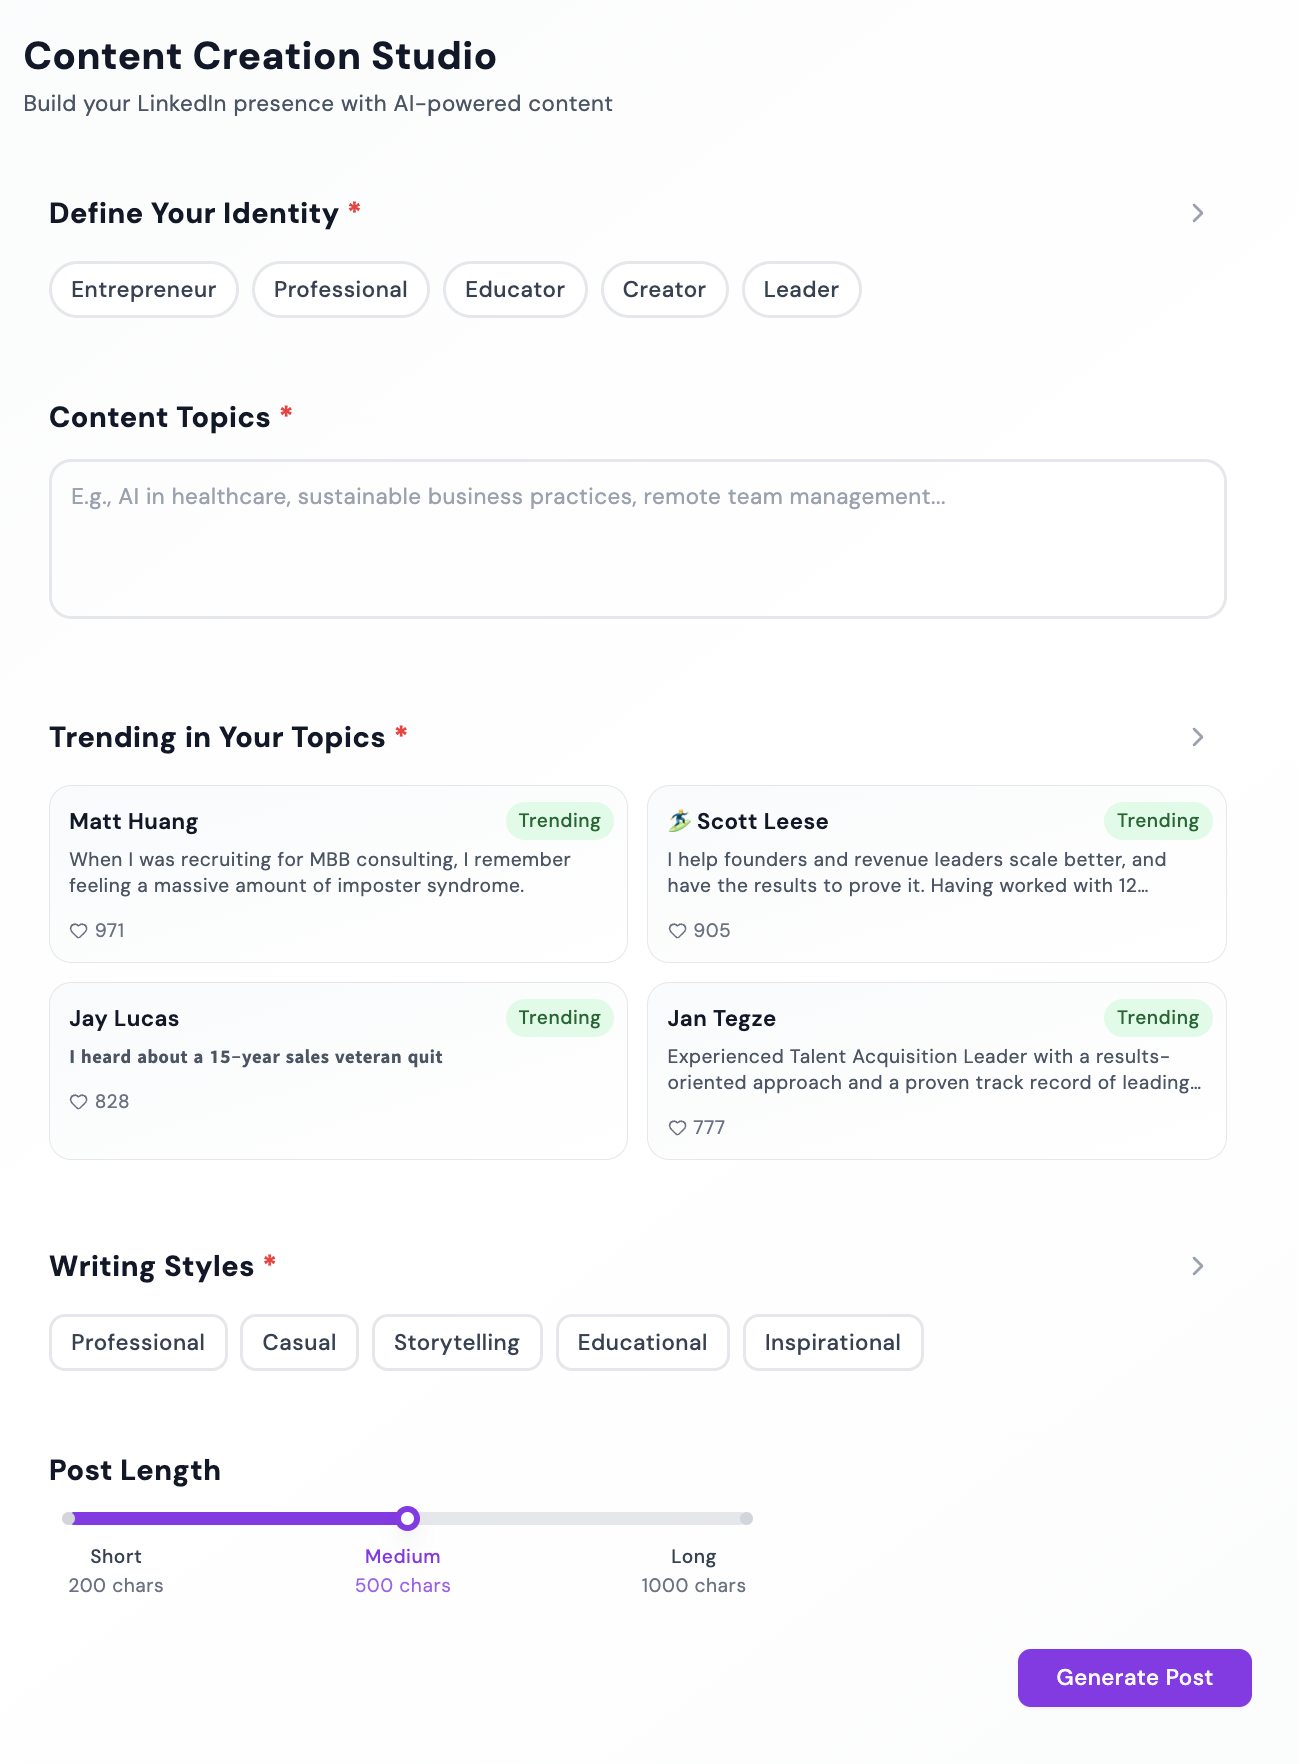 Content Creation Studio
Build your LinkedIn presence with AI-powered content
Define Your Identity *
Entrepreneur
Professional
Educator
Creator
Leader
Content Topics *
E.g., AI in healthcare, sustainable business practices, remote team management...
Trending in Your Topics *
Matt Huang
Trending
When I was recruiting for MBB consulting, I remember
feeling a massive amount of imposter syndrome.
971
🏄 Scott Leese
Trending
I help founders and revenue leaders scale better, and
have the results to prove it. Having worked with 12...
905
Jay Lucas
Trending
I heard about a 15-year sales veteran quit
828
Jan Tegze
Trending
Experienced Talent Acquisition Leader with a results-
oriented approach and a proven track record of leading...
777
Writing Styles *
Professional
Casual
Storytelling
Educational
Inspirational
Post Length
Short
200 chars
Medium
500 chars
Long
1000 chars
Generate Post